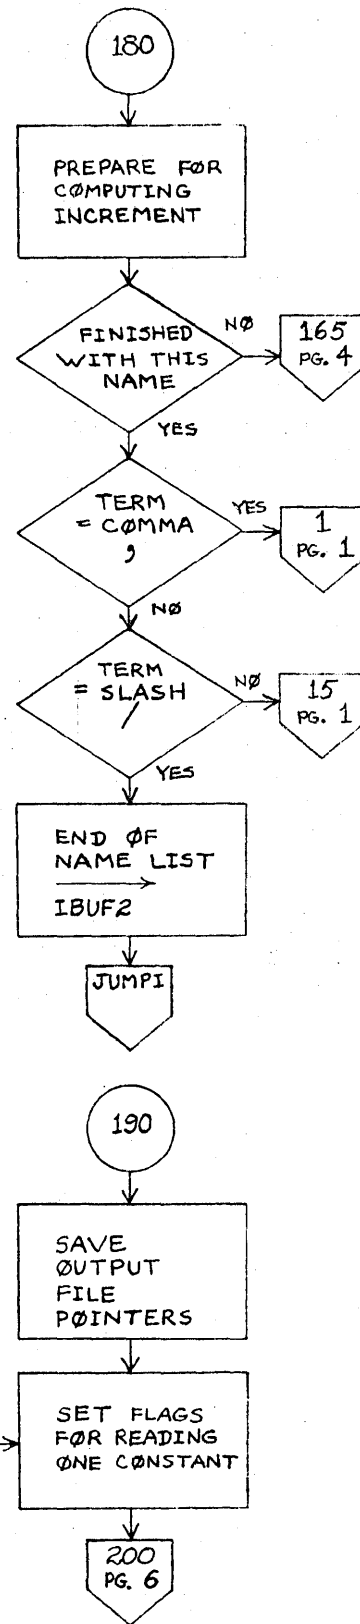 180
PREPARE FØR
CØMPUTING
INCREMENT
FINISHED
WITH THIS
NAME
NØ
165
PG. 4
YES
TERM
= CØMMA
,
YES
1
PG. 1
NØ
TERM
= SLASH
/
NØ
15
PG. 1
YES
END ØF
NAME LIST
IBUF2
JUMPI
190
SAVE
ØUTPUT
FILE
PØINTERS
SET FLAGS
FØR READING
ØNE CØNSTANT
200
PG. 6